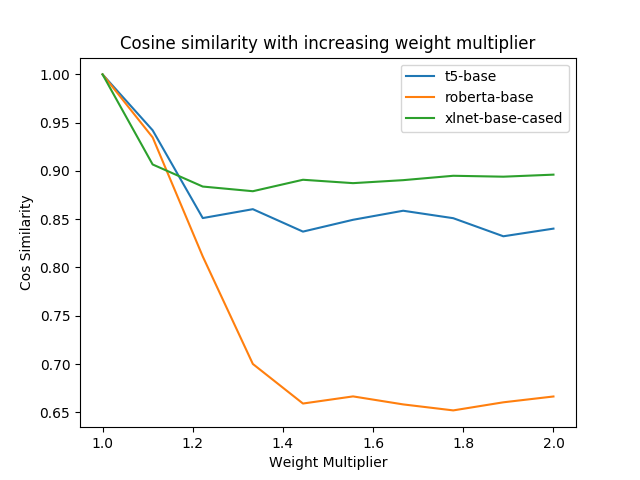 Cosine similarity with increasing weight multiplier
t5-base
roberta-base
xlnet-base-cased
Cos Similarity
1.00
0.95
0.90
0.85
0.80
0.75
0.70
0.65
1.0 1.2 1.4 1.6 1.8 2.0
Weight Multiplier